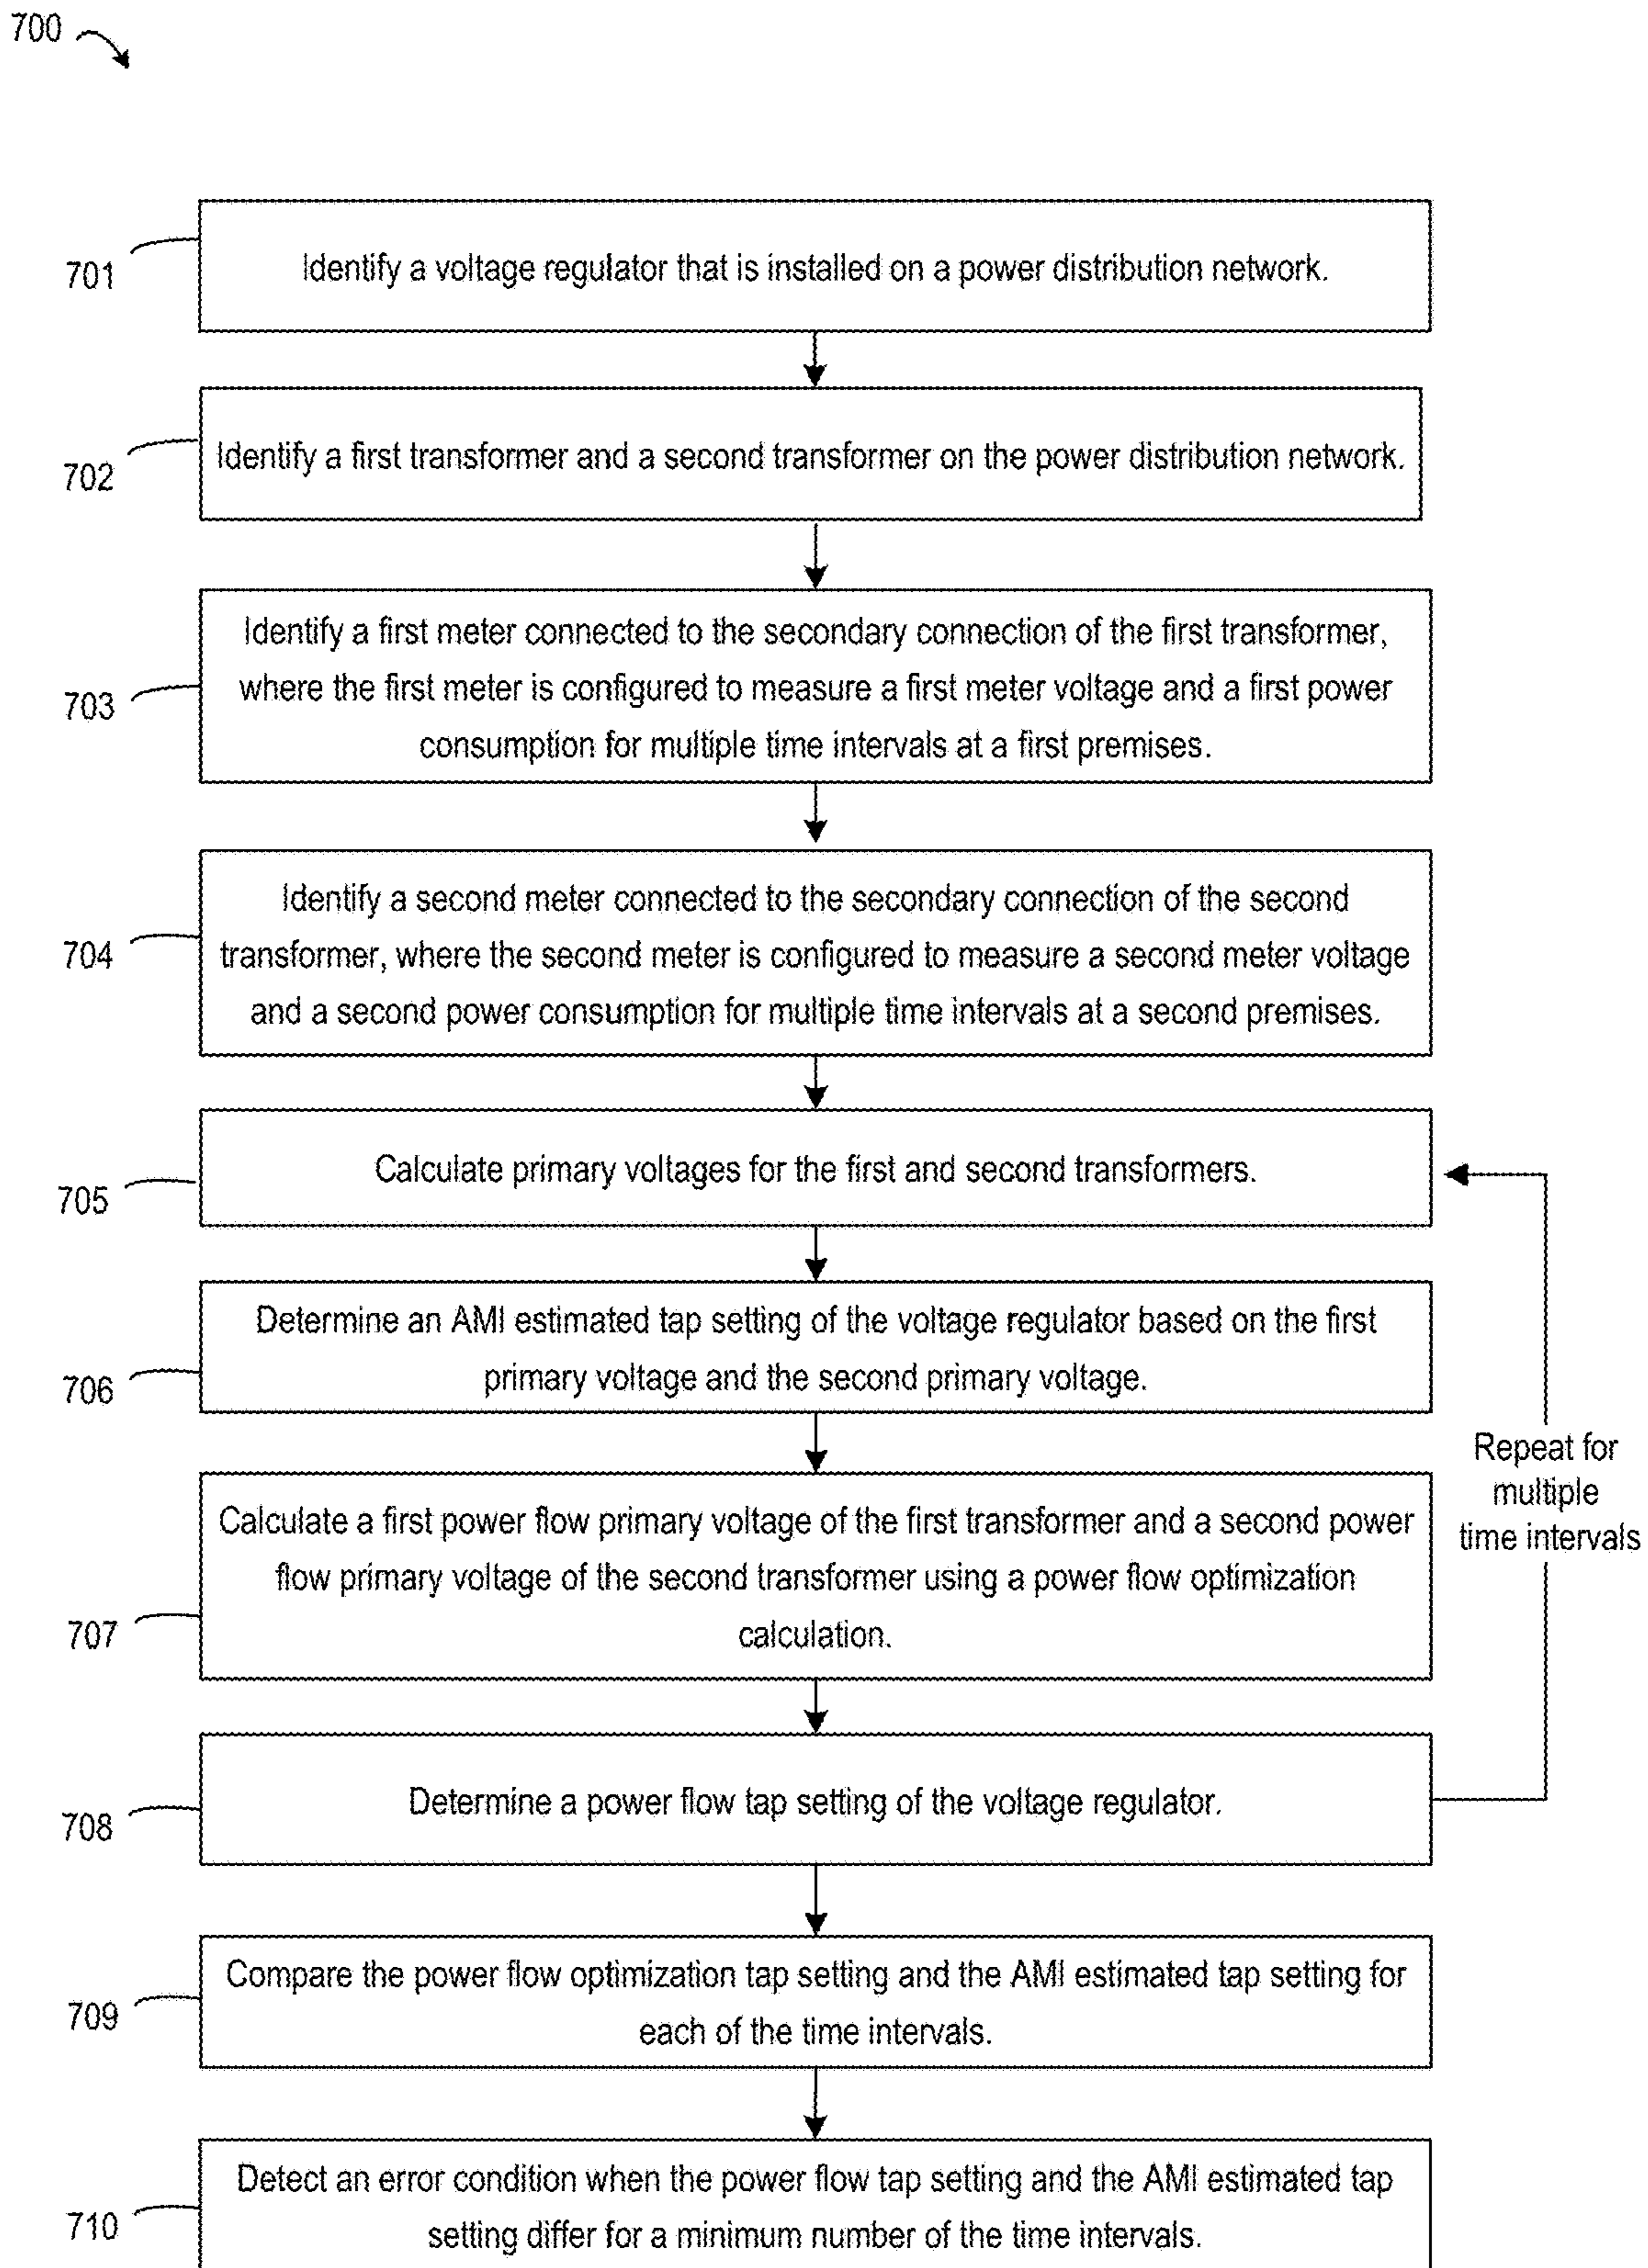 700
701
Identify a voltage regulator that is installed on a power distribution network.
702
Identify a first transformer and a second transformer on the power distribution network.
703
Identify a first meter connected to the secondary connection of the first transformer,
where the first meter is configured to measure a first meter voltage and a first power
consumption for multiple time intervals at a first premises.
704
Identify a second meter connected to the secondary connection of the second
transformer, where the second meter is configured to measure a second meter voltage
and a second power consumption for multiple time intervals at a second premises.
705
Calculate primary voltages for the first and second transformers.
706
Determine an AMI estimated tap setting of the voltage regulator based on the first
primary voltage and the second primary voltage.
Repeat for
multiple
time intervals
707
Calculate a first power flow primary voltage of the first transformer and a second power
flow primary voltage of the second transformer using a power flow optimization
calculation.
708
Determine a power flow tap setting of the voltage regulator.
709
Compare the power flow optimization tap setting and the AMI estimated tap setting for
each of the time intervals.
710
Detect an error condition when the power flow tap setting and the AMI estimated tap
setting differ for a minimum number of the time intervals.